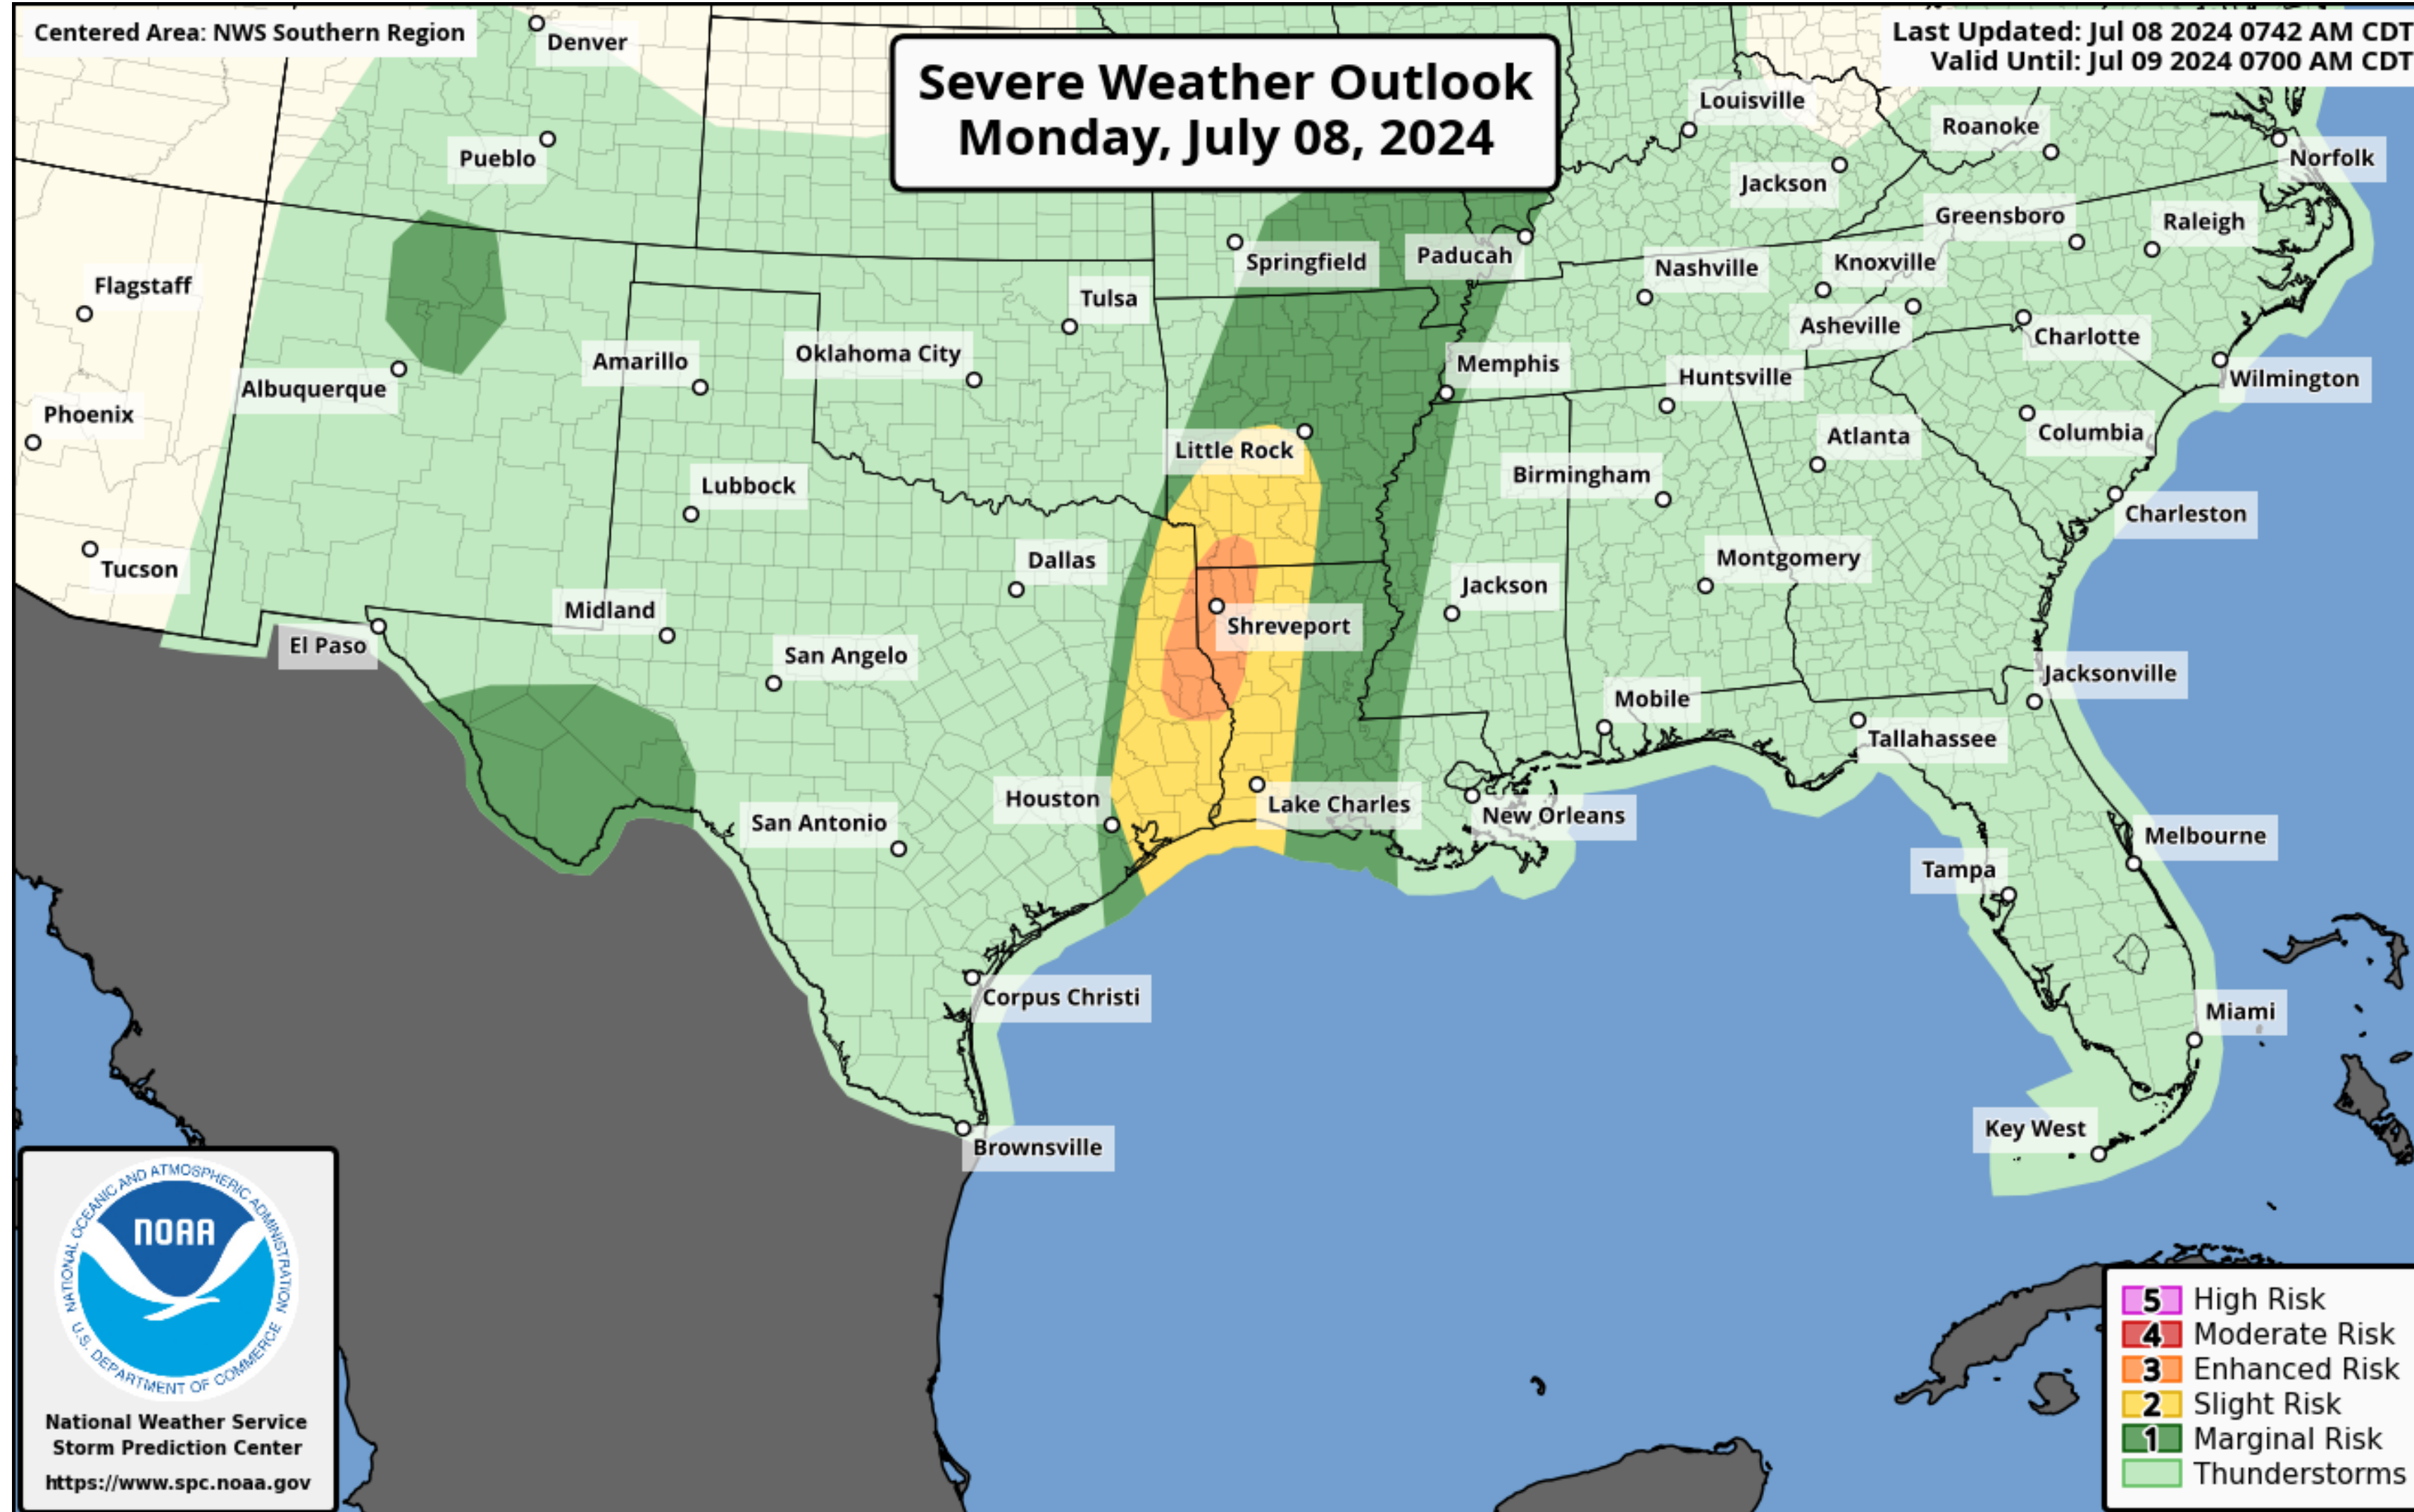 Centered Area: NWS Southern Region
Last Updated: Jul 08 2024 0742 AM CDT
Valid Until: Jul 09 2024 0700 AM CDT
Severe Weather Outlook
Monday, July 08, 2024
Denver
Louisville
Roanoke
Pueblo
Norfolk
Jackson
Greensboro
Raleigh
Springfield
Paducah
Nashville
Knoxville
Flagstaff
Tulsa
Asheville
Charlotte
Oklahoma City
Amarillo
Memphis
Huntsville
Wilmington
Albuquerque
Phoenix
Little Rock
Atlanta
Columbia
Birmingham
Lubbock
Charleston
Dallas
Montgomery
Tucson
Jackson
Midland
Shreveport
El Paso
San Angelo
Jacksonville
Mobile
Tallahassee
Houston
Lake Charles
New Orleans
San Antonio
Melbourne
Tampa
Corpus Christi
Miami
Key West
Brownsville
NATIONAL OCEANIC AND ATMOSPHERIC ADMINISTRATION
NOAA
U.S. DEPARTMENT OF COMMERCE
National Weather Service
Storm Prediction Center
https://www.spc.noaa.gov
5 High Risk
4 Moderate Risk
3 Enhanced Risk
2 Slight Risk
1 Marginal Risk
Thunderstorms